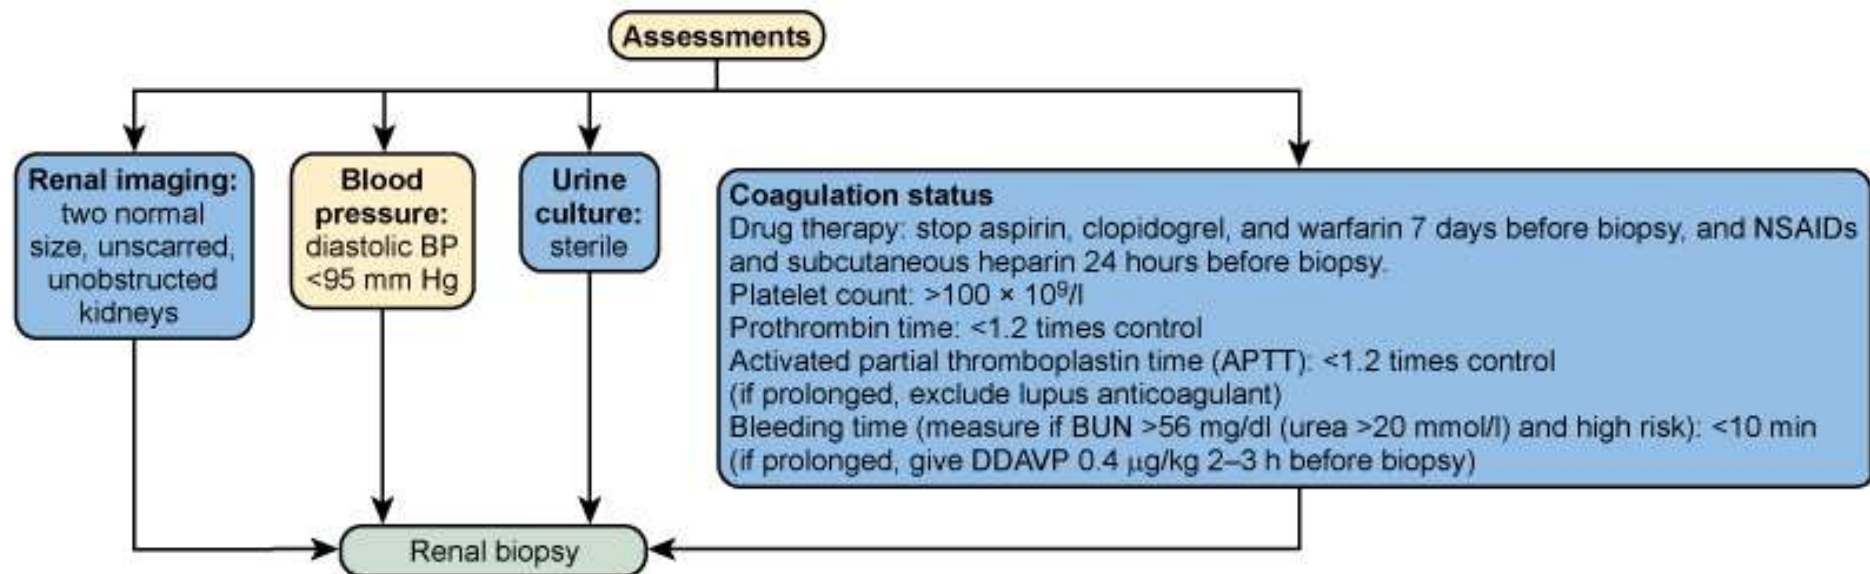 Assessments
Renal imaging:
two normal
size, unscarred,
unobstructed
kidneys
Blood
pressure:
diastolic BP
<95 mm Hg
Urine
culture:
sterile
Coagulation status
Drug therapy: stop aspirin, clopidogrel, and warfarin 7 days before biopsy, and NSAIDs
and subcutaneous heparin 24 hours before biopsy.
Platelet count: >100 × 10⁹/l
Prothrombin time: <1.2 times control
Activated partial thromboplastin time (APTT): <1.2 times control
(if prolonged, exclude lupus anticoagulant)
Bleeding time (measure if BUN >56 mg/dl (urea >20 mmol/l) and high risk): <10 min
(if prolonged, give DDAVP 0.4 μg/kg 2–3 h before biopsy)
Renal biopsy